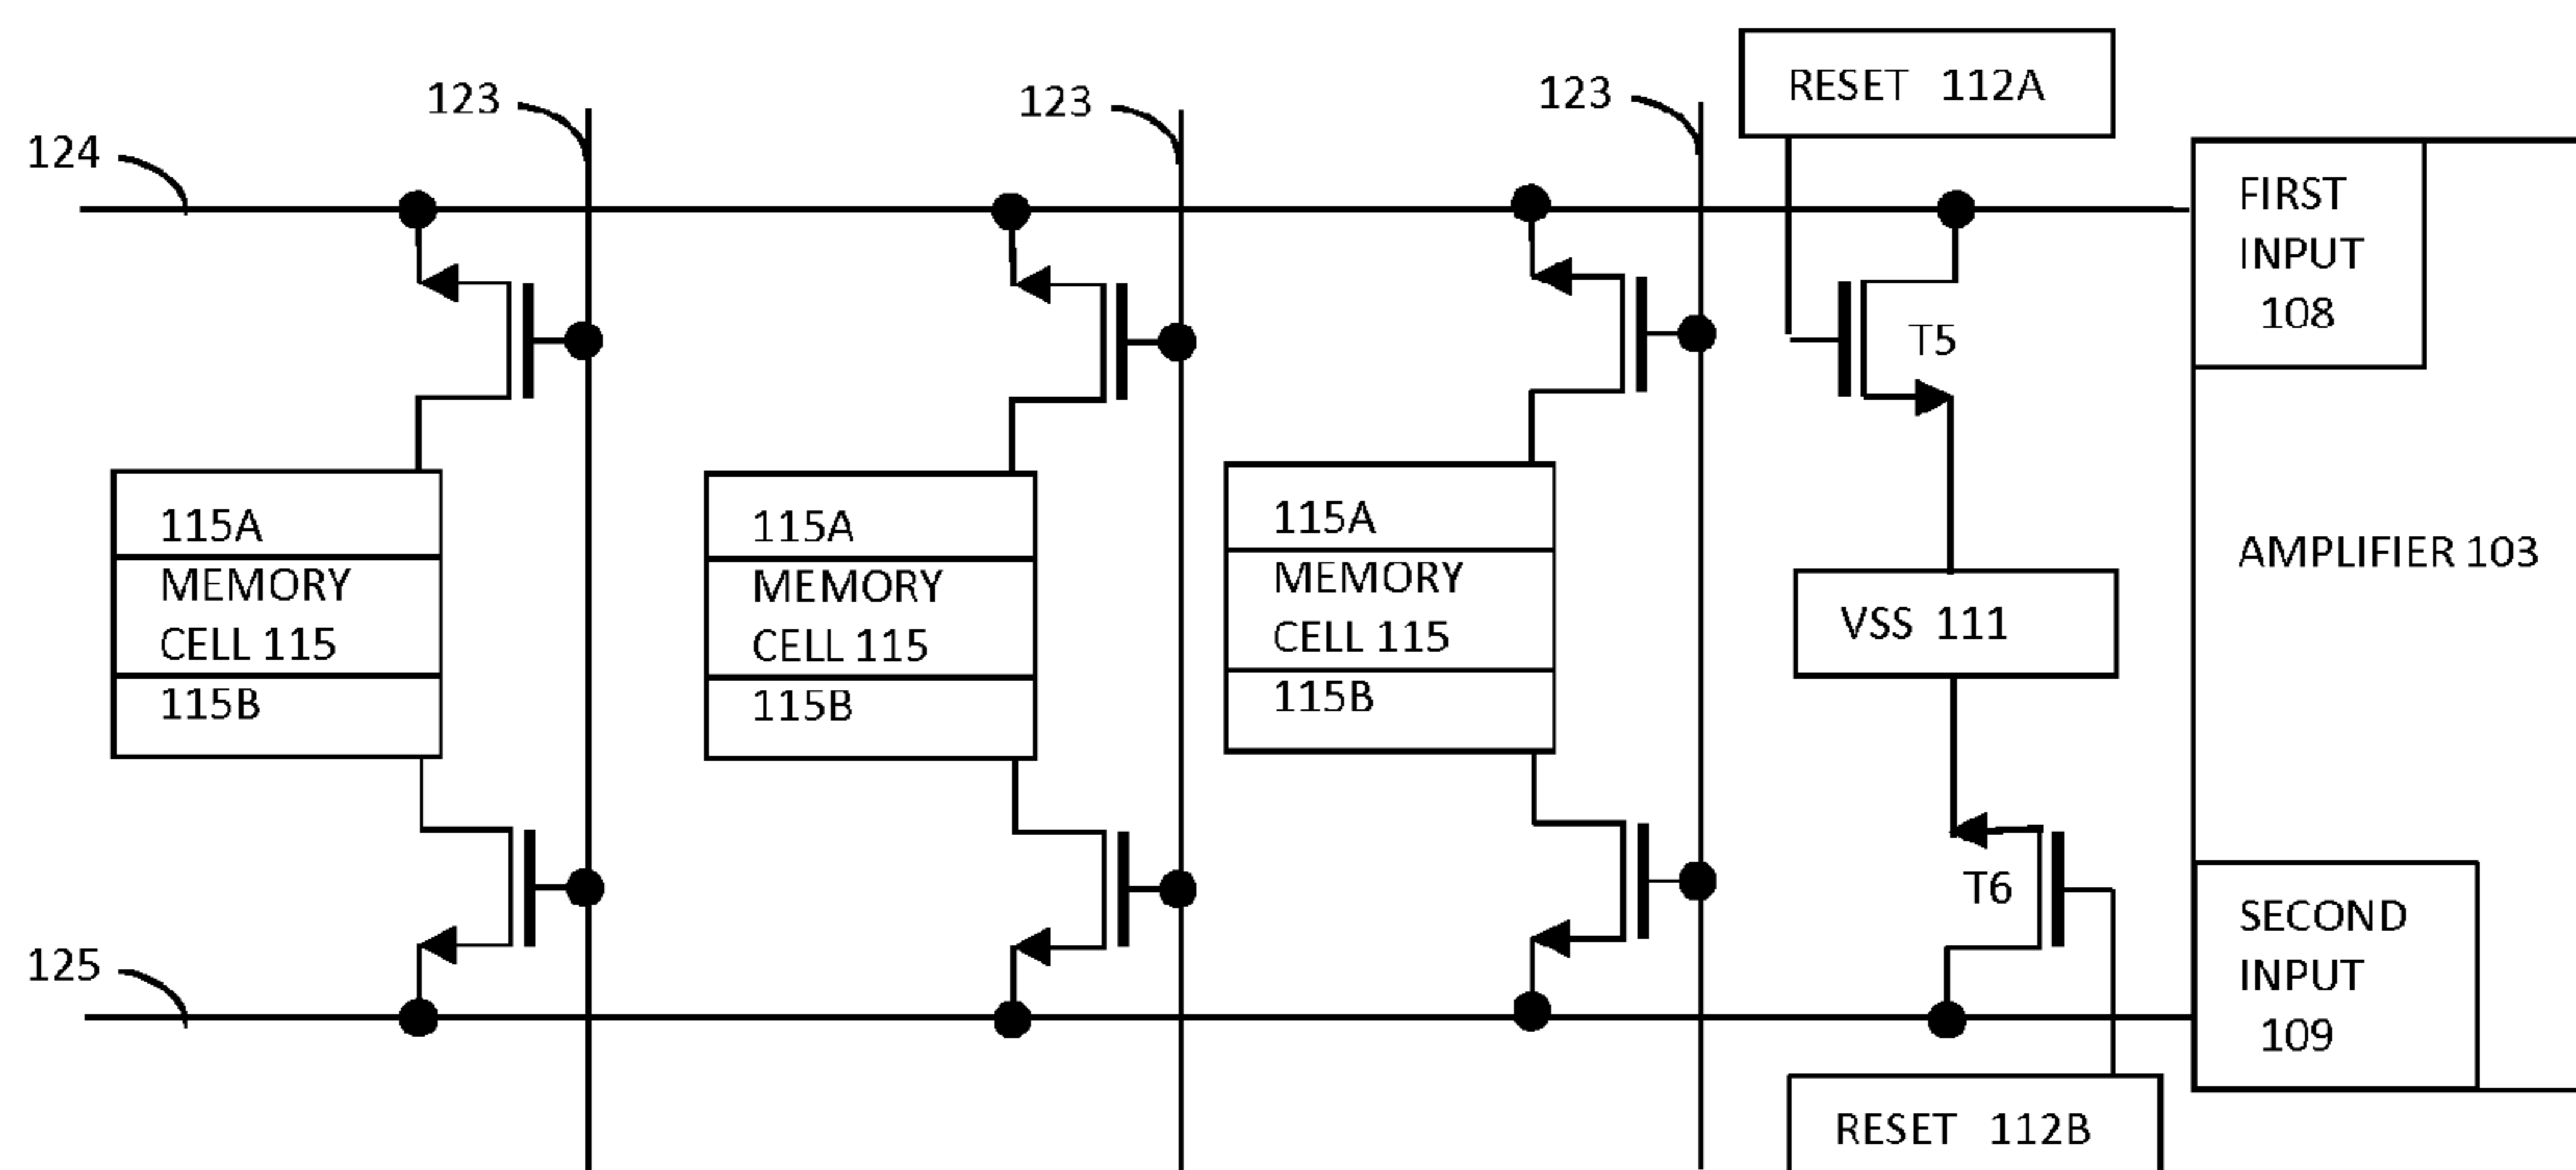 123
123
123
RESET 112A
124
FIRST
INPUT
108
T5
115A
MEMORY
CELL 115
115B
115A
MEMORY
CELL 115
115B
115A
MEMORY
CELL 115
115B
AMPLIFIER 103
VSS 111
T6
SECOND
INPUT
109
125
RESET 112B